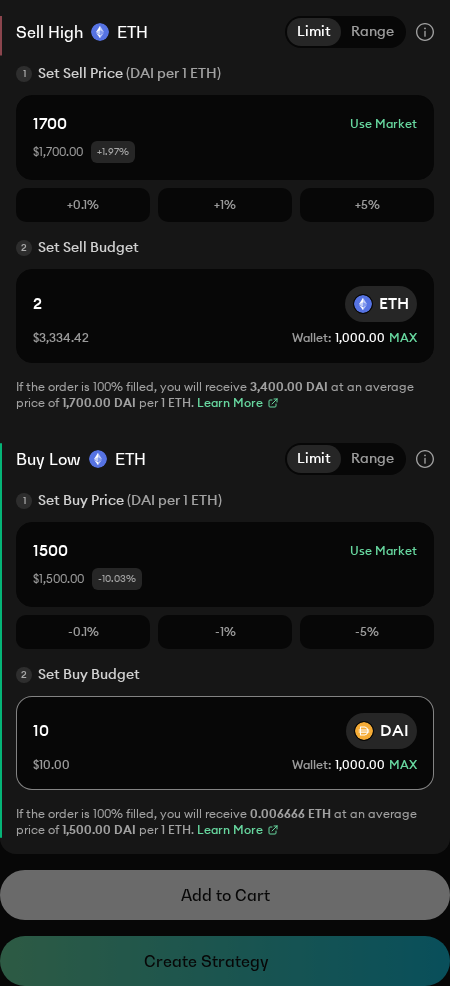 Sell High ETH Limit Range
1 Set Sell Price (DAI per 1 ETH)
1700 Use Market
$1,700.00 +1.97%
+0.1% +1% +5%
2 Set Sell Budget
2 ETH
$3,334.42 Wallet: 1,000.00 MAX
If the order is 100% filled, you will receive 3,400.00 DAI at an average
price of 1,700.00 DAI per 1 ETH. Learn More
Buy Low ETH Limit Range
1 Set Buy Price (DAI per 1 ETH)
1500 Use Market
$1,500.00 -10.03%
-0.1% -1% -5%
2 Set Buy Budget
10 DAI
$10.00 Wallet: 1,000.00 MAX
If the order is 100% filled, you will receive 0.006666 ETH at an average
price of 1,500.00 DAI per 1 ETH. Learn More
Add to Cart
Create Strategy